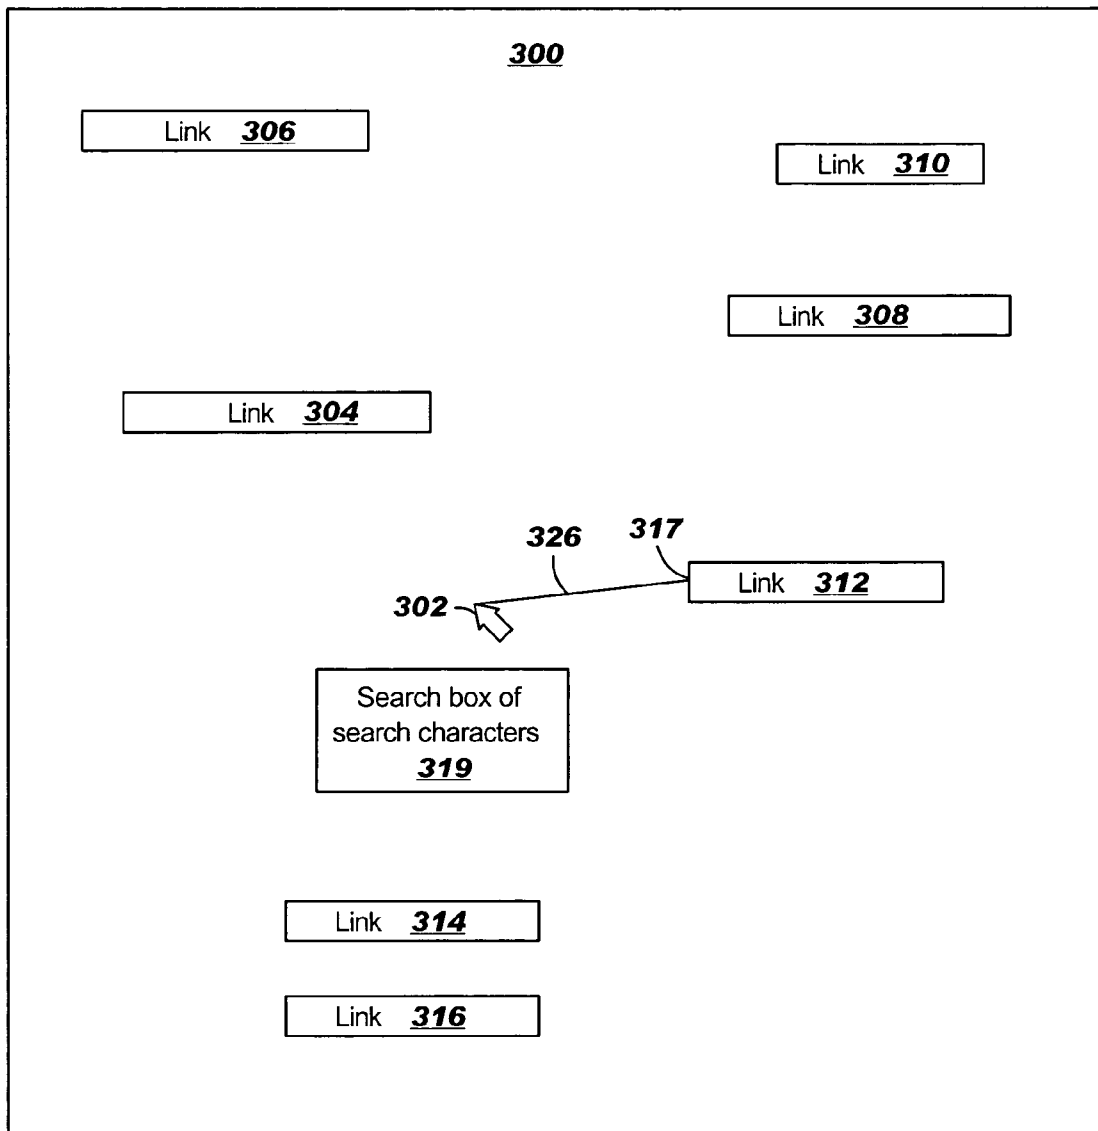 300
Link 306
Link 310
Link 308
Link 304
326
317
Link 312
302
Search box of
search characters
319
Link 314
Link 316